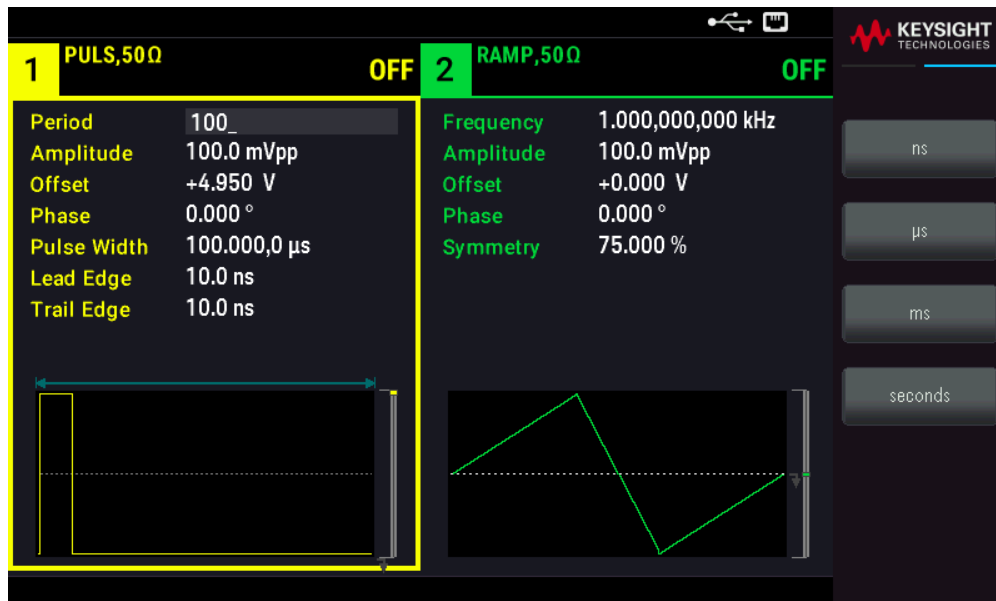 KEYSIGHT
TECHNOLOGIES
1 PULS,50Ω OFF
2 RAMP,50Ω OFF
Period 100_
Amplitude 100.0 mVpp
Offset +4.950 V
Phase 0.000 °
Pulse Width 100.000,0 µs
Lead Edge 10.0 ns
Trail Edge 10.0 ns
Frequency 1.000,000,000 kHz
Amplitude 100.0 mVpp
Offset +0.000 V
Phase 0.000 °
Symmetry 75.000 %
ns
µs
ms
seconds